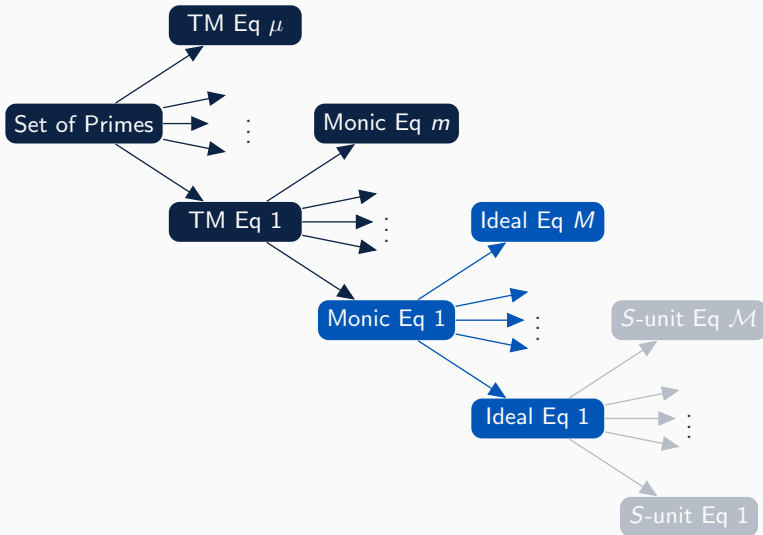 TM Eq μ
Set of Primes
⋮
Monic Eq m
TM Eq 1
⋮
Ideal Eq M
Monic Eq 1
⋮
S-unit Eq ℳ
Ideal Eq 1
⋮
S-unit Eq 1